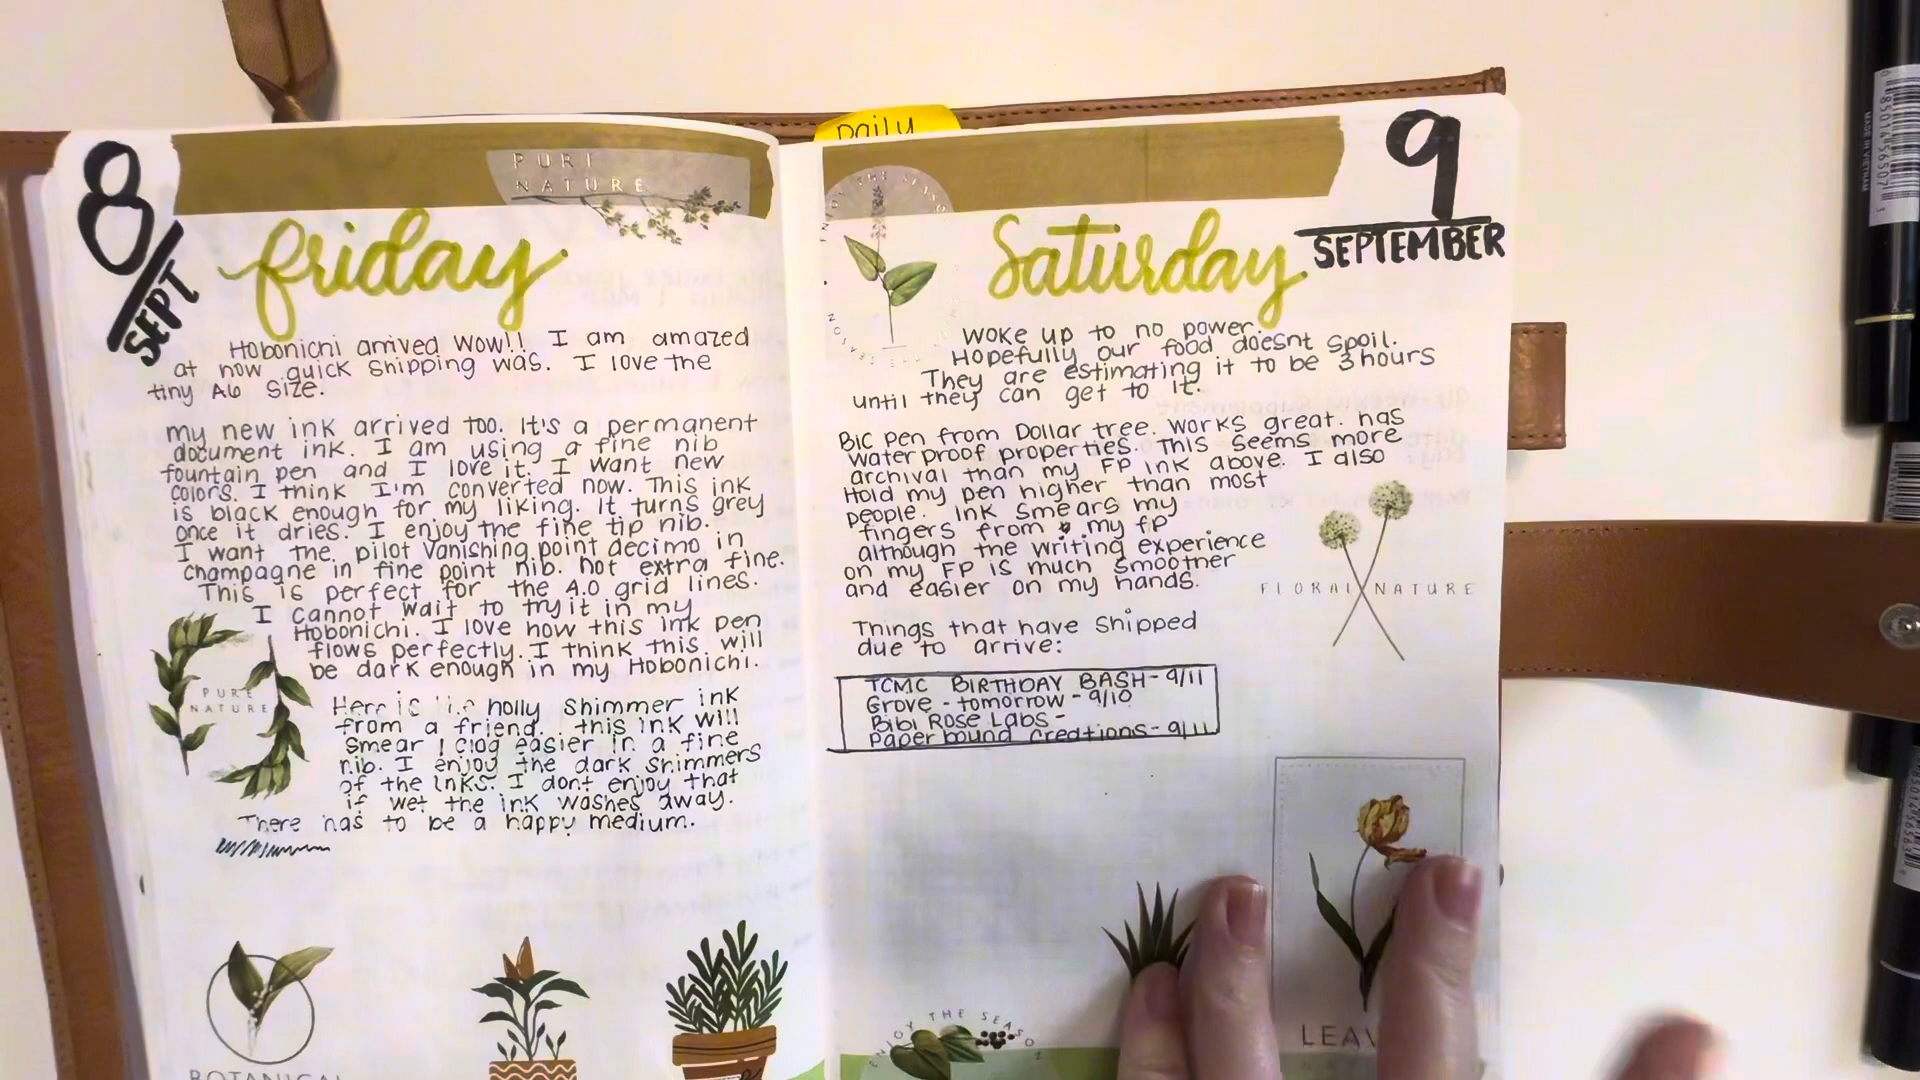 Daily
8/
SEPT
PURE
NATURE
friday.
Hobonichi arrived WOW!! I am amazed
at how quick shipping was. I love the
tiny A6 size.
my new ink arrived too. It's a permanent
document ink. I am using a fine nib
fountain pen and I love it. I want new
colors. I think I'm converted now. This ink
is black enough for my liking. It turns grey
once it dries. I enjoy the fine tip nib.
I want the pilot vanishing point decimo in
champagne in fine point nib. not extra fine.
This is perfect for the 4.0 grid lines.
I cannot wait to try it in my
Hobonichi. I love how this ink pen
flows perfectly. I think this will
be dark enough in my Hobonichi.
PURE
NATURE
Here is holly shimmer ink
from a friend. this ink will
smear / clog easier in a fine
nib. I enjoy the dark shimmers
of the inks. I dont enjoy that
if wet the ink washes away.
There has to be a happy medium.
BOTANICAL
9
SEPTEMBER
ENJOY THE SEASON
Saturday.
Woke up to no power.
Hopefully our food doesnt spoil.
They are estimating it to be 3 hours
until they can get to it.
Bic pen from Dollar tree. Works great. has
waterproof properties. This seems more
archival than my FP ink above. I also
Hold my pen higher than most
people. Ink smears my
fingers from my fp
although the writing experience
on my FP is much smoother
and easier on my hands.
FLORAL NATURE
Things that have shipped
due to arrive:
TCMC BIRTHDAY BASH - 9/11
Grove - tomorrow - 9/10
Bibi Rose Labs -
Paper bound creations - 9/11
ENJOY THE SEASON
LEA
MADE IN VIETNAM